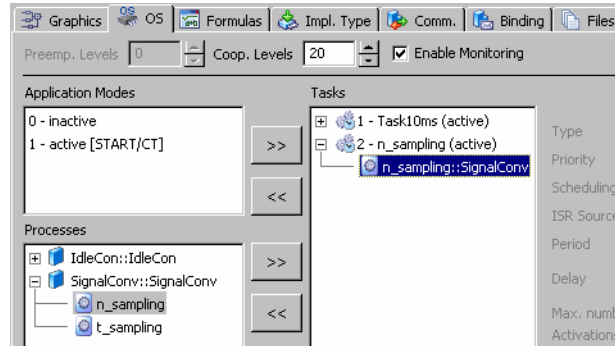 Graphics OS Formulas Impl. Type Comm. Binding Files
Preemp. Levels 0 Coop. Levels 20 Enable Monitoring
Application Modes
0 - inactive
1 - active [START/CT]
>>
<<
Processes
IdleCon::IdleCon
SignalConv::SignalConv
n_sampling
t_sampling
>>
<<
Tasks
1 - Task10ms (active)
2 - n_sampling (active)
n_sampling::SignalConv
Type
Priority
Scheduling
ISR Source
Period
Delay
Max. numb
Activations